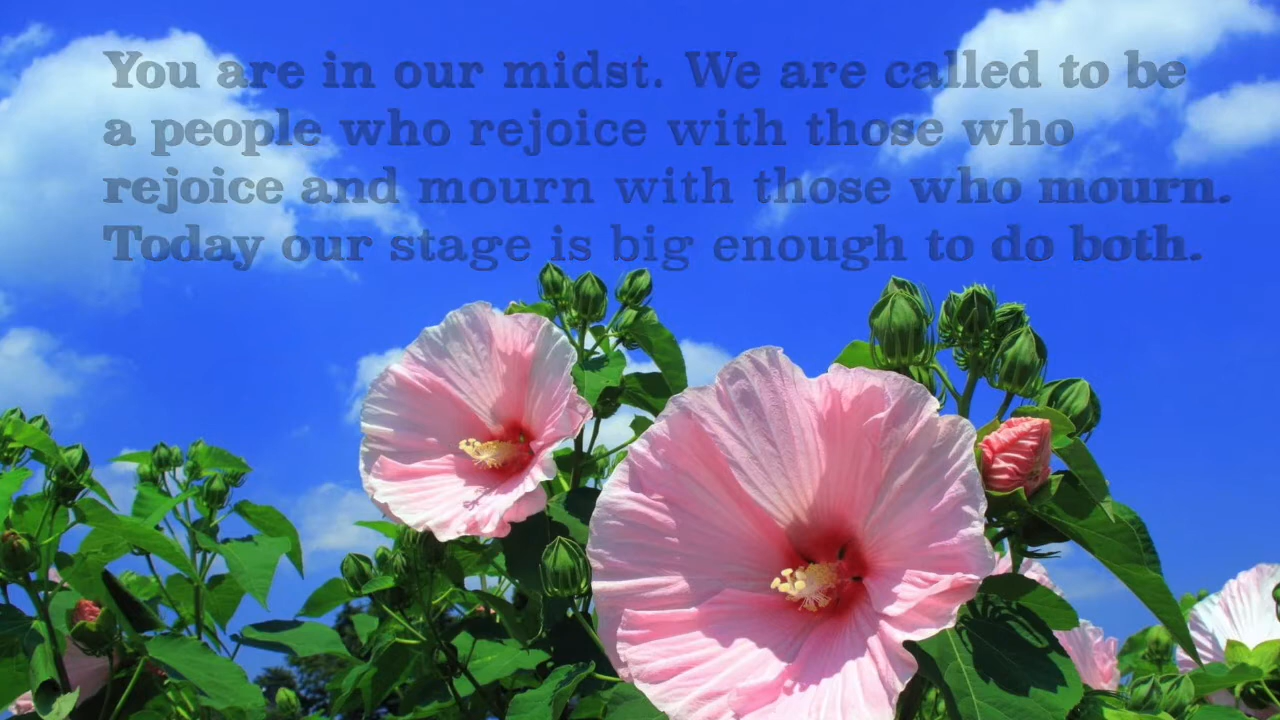 You are in our midst. We are called to be
a people who rejoice with those who
rejoice and mourn with those who mourn.
Today our stage is big enough to do both.